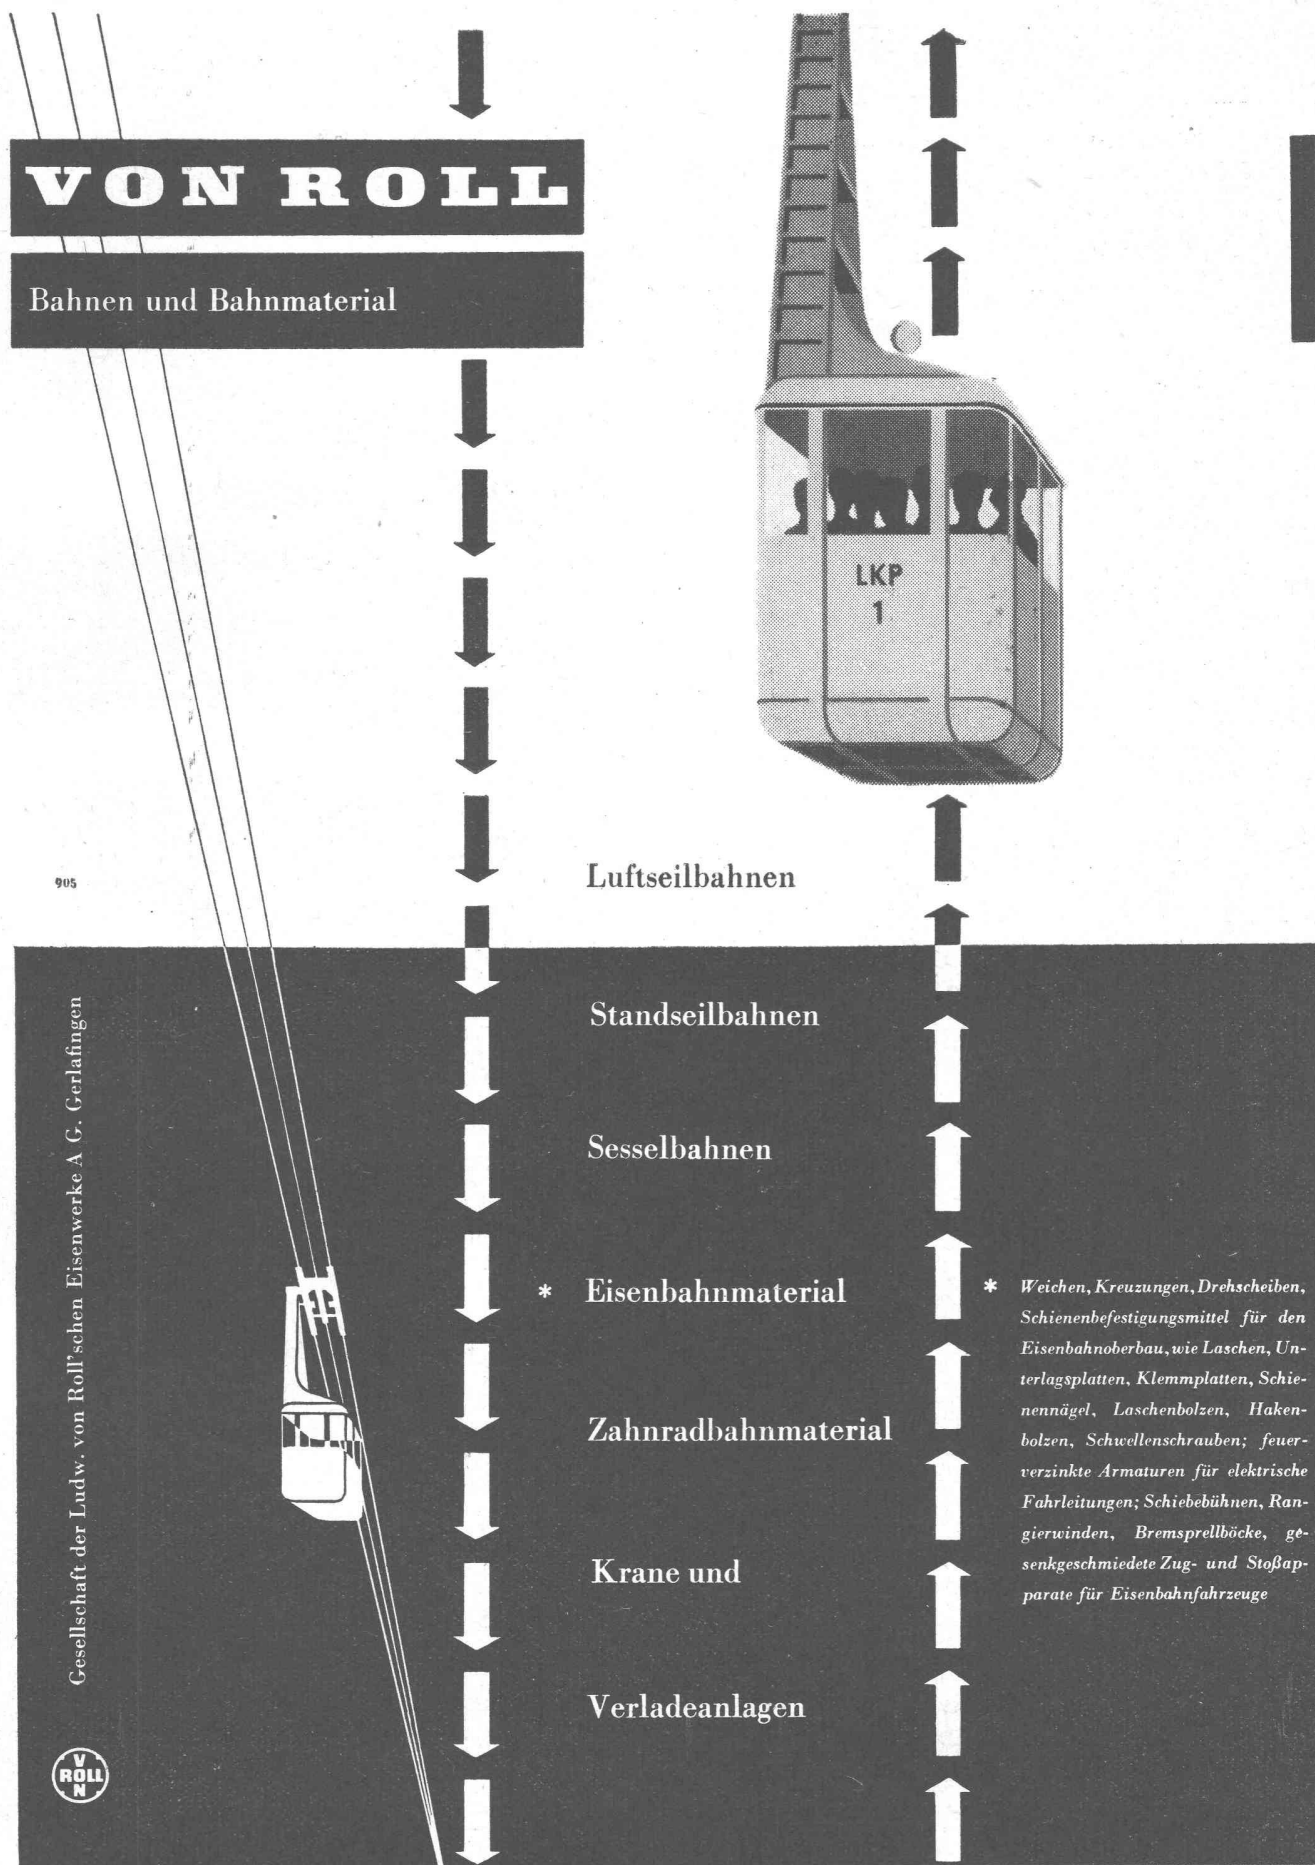 VON ROLL
Bahnen und Bahnmaterial
LKP
1
905
Luftseilbahnen
Standseilbahnen
Sesselbahnen
* Eisenbahnmaterial
Zahnradbahnmaterial
Krane und
Verladeanlagen
* Weichen, Kreuzungen, Drehscheiben,
Schienenbefestigungsmittel für den
Eisenbahnoberbau, wie Laschen, Un-
terlagsplatten, Klemmplatten, Schie-
nennägel, Laschenbolzen, Haken-
bolzen, Schwellenschrauben; feuer-
verzinkte Armaturen für elektrische
Fahrleitungen; Schiebebühnen, Ran-
gierwinden, Bremsprellböcke, ge-
senkgeschmiedete Zug- und Stoßap-
parate für Eisenbahnfahrzeuge
Gesellschaft der Ludw. von Roll'schen Eisenwerke A G. Gerlafingen
VON
ROLL